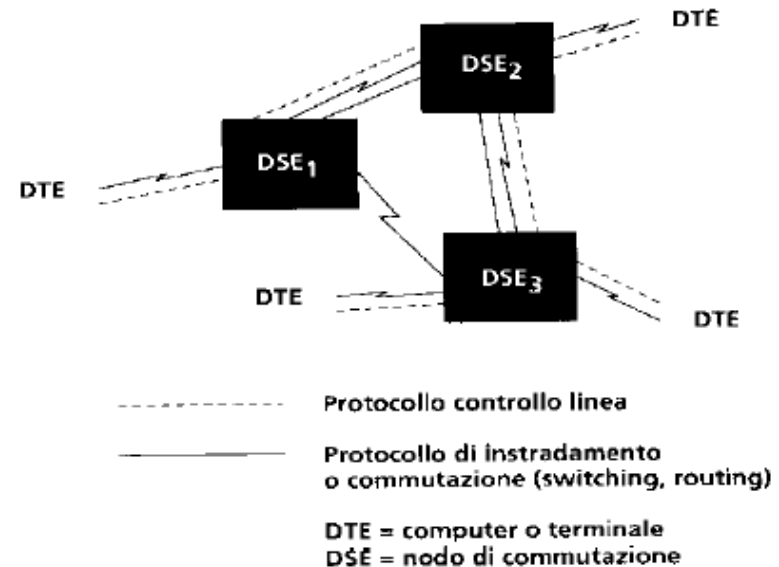 DTE
DSE2
DSE1
DTE
DSE3
DTE
DTE
Protocollo controllo linea
Protocollo di instradamento
o commutazione (switching, routing)
DTE = computer o terminale
DSE = nodo di commutazione